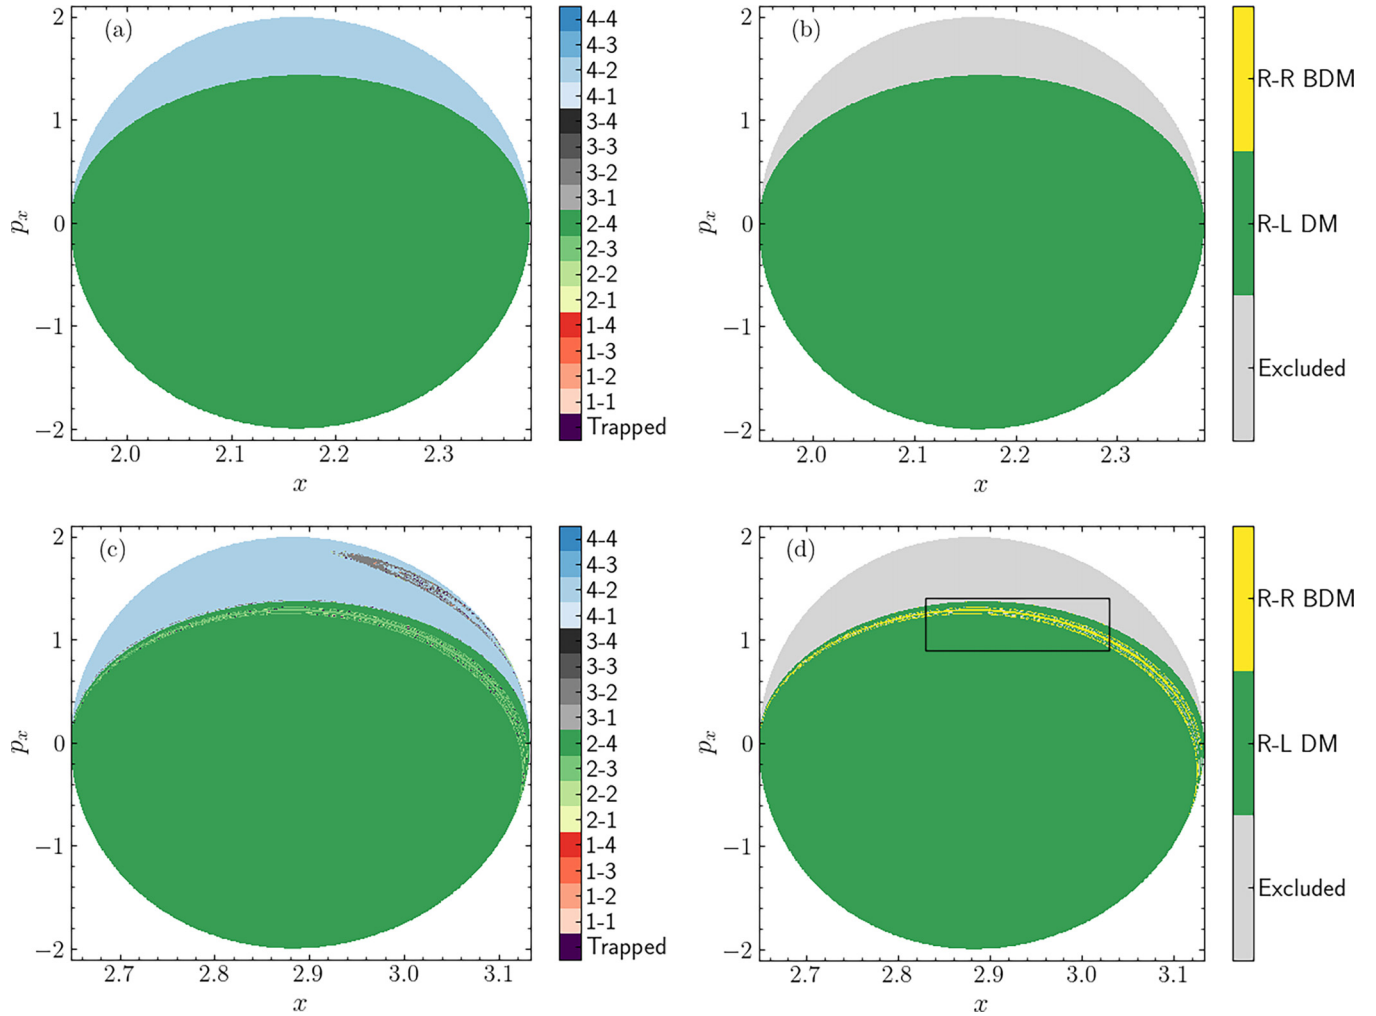 (a)
2
1
0
−1
−2
p_x
2.0 2.1 2.2 2.3
x
4-4
4-3
4-2
4-1
3-4
3-3
3-2
3-1
2-4
2-3
2-2
2-1
1-4
1-3
1-2
1-1
Trapped
(b)
2
1
0
−1
−2
p_x
2.0 2.1 2.2 2.3
x
R-R BDM
R-L DM
Excluded
(c)
2
1
0
−1
−2
p_x
2.7 2.8 2.9 3.0 3.1
x
4-4
4-3
4-2
4-1
3-4
3-3
3-2
3-1
2-4
2-3
2-2
2-1
1-4
1-3
1-2
1-1
Trapped
(d)
2
1
0
−1
−2
p_x
2.7 2.8 2.9 3.0 3.1
x
R-R BDM
R-L DM
Excluded